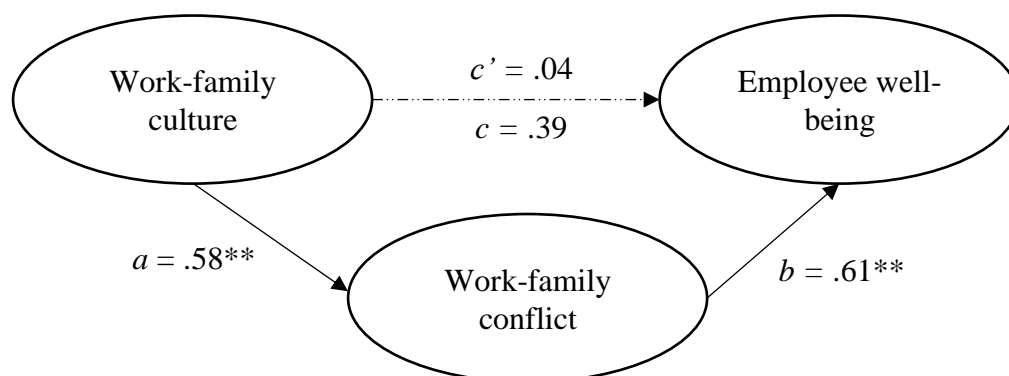 Work-family
culture
c’ = .04
c = .39
Employee well-
being
a = .58**
Work-family
conflict
b = .61**